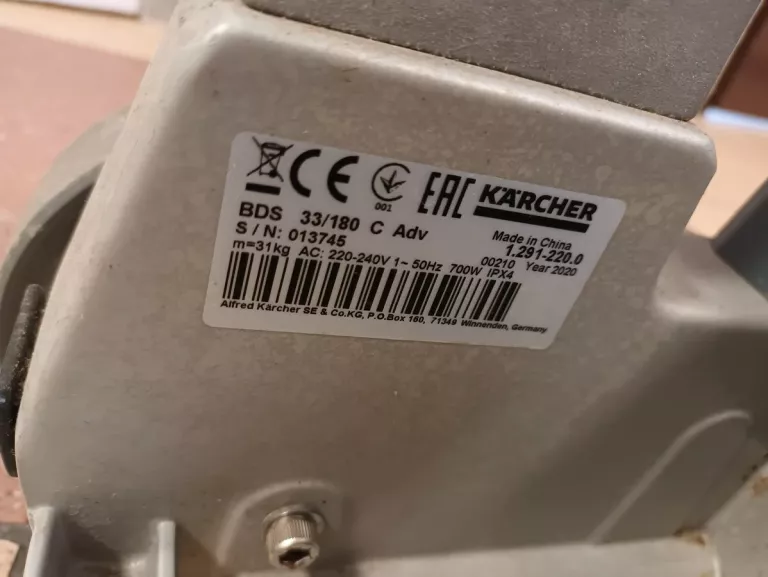 CE 001 EAC KÄRCHER
BDS 33/180 C Adv
Made in China
S / N: 013745
1.291-220.0
m=31kg AC: 220-240V 1~ 50Hz 700W IPX4
00210 Year 2020
Alfred Kärcher SE & Co.KG, P.O.Box 160, 71349 Winnenden, Germany